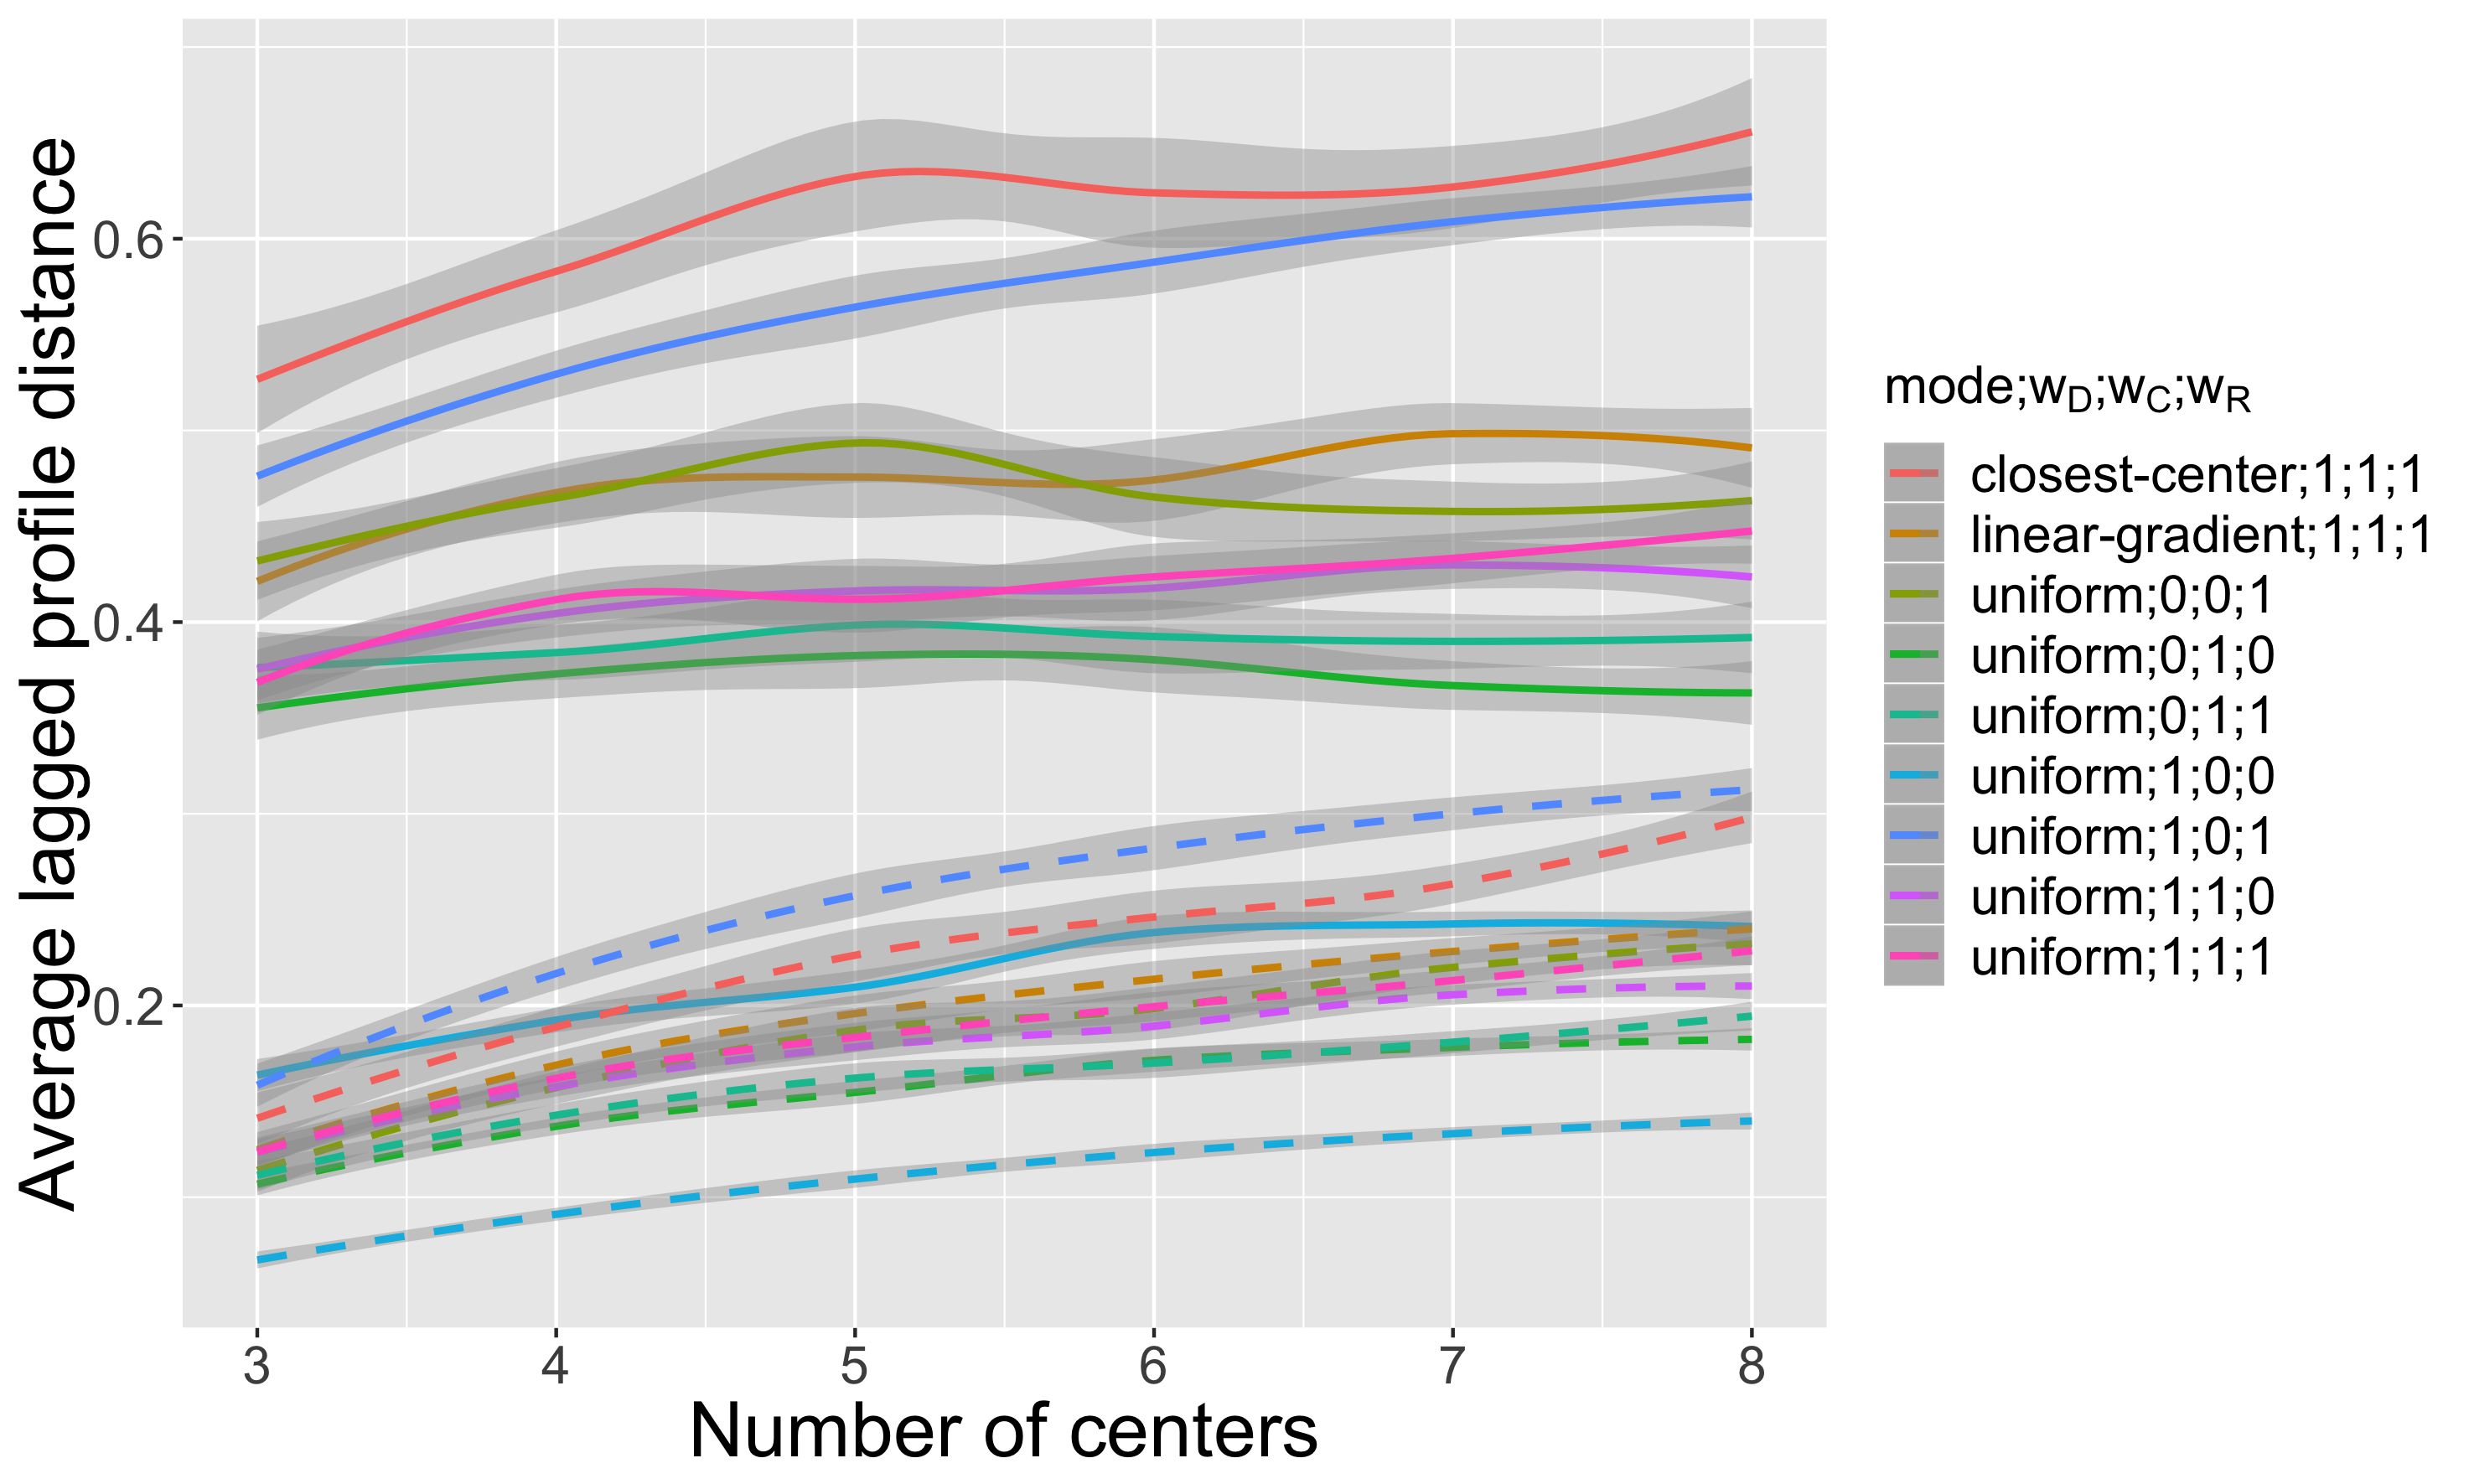 Average lagged profile distance
0.6
0.4
0.2
3 4 5 6 7 8
Number of centers
mode;w_D;w_C;w_R
closest-center;1;1;1
linear-gradient;1;1;1
uniform;0;0;1
uniform;0;1;0
uniform;0;1;1
uniform;1;0;0
uniform;1;0;1
uniform;1;1;0
uniform;1;1;1